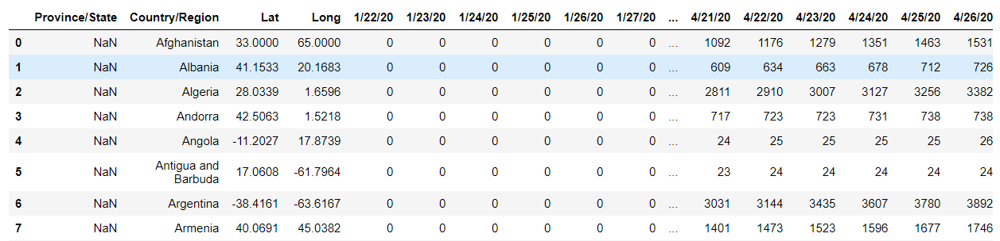 Province/State Country/Region Lat Long 1/22/20 1/23/20 1/24/20 1/25/20 1/26/20 1/27/20 ... 4/21/20 4/22/20 4/23/20 4/24/20 4/25/20 4/26/20
0 NaN Afghanistan 33.0000 65.0000 0 0 0 0 0 0 ... 1092 1176 1279 1351 1463 1531
1 NaN Albania 41.1533 20.1683 0 0 0 0 0 0 ... 609 634 663 678 712 726
2 NaN Algeria 28.0339 1.6596 0 0 0 0 0 0 ... 2811 2910 3007 3127 3256 3382
3 NaN Andorra 42.5063 1.5218 0 0 0 0 0 0 ... 717 723 723 731 738 738
4 NaN Angola -11.2027 17.8739 0 0 0 0 0 0 ... 24 25 25 25 25 26
5 NaN Antigua and
Barbuda 17.0608 -61.7964 0 0 0 0 0 0 ... 23 24 24 24 24 24
6 NaN Argentina -38.4161 -63.6167 0 0 0 0 0 0 ... 3031 3144 3435 3607 3780 3892
7 NaN Armenia 40.0691 45.0382 0 0 0 0 0 0 ... 1401 1473 1523 1596 1677 1746